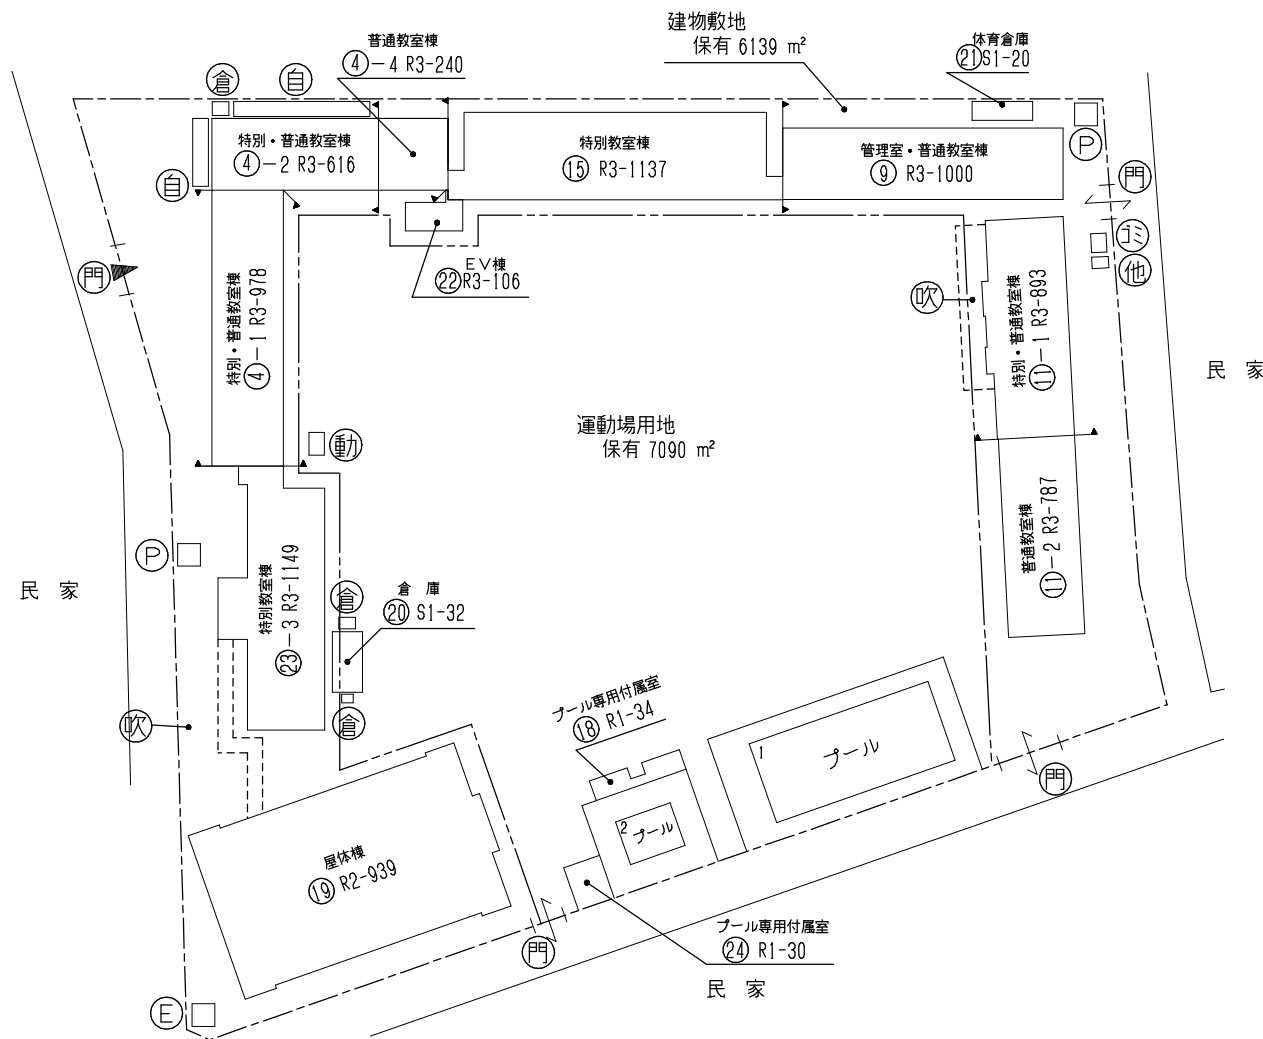 建物敷地
保有 6139 m²
普通教室棟
④－4 R3-240
体育倉庫
㉑S1-20
倉
自
特別・普通教室棟
④－2 R3-616
特別教室棟
⑮ R3-1137
管理室・普通教室棟
⑨ R3-1000
P
自
門
ゴミ
他
門
EV棟
㉒R3-106
特別・普通教室棟
④－1 R3-978
吹
特別・普通教室棟
⑪－1 R3-893
民 家
運動場用地
保有 7090 m²
動
普通教室棟
⑪－2 R3-787
P
民 家
特別教室棟
㉓－3 R3-1149
倉
倉 庫
⑳ S1-32
倉
吹
プール専用付属室
⑱ R1-34
1
プール
門
2
プール
屋体棟
⑲ R2-939
門
プール専用付属室
㉔ R1-30
民 家
E